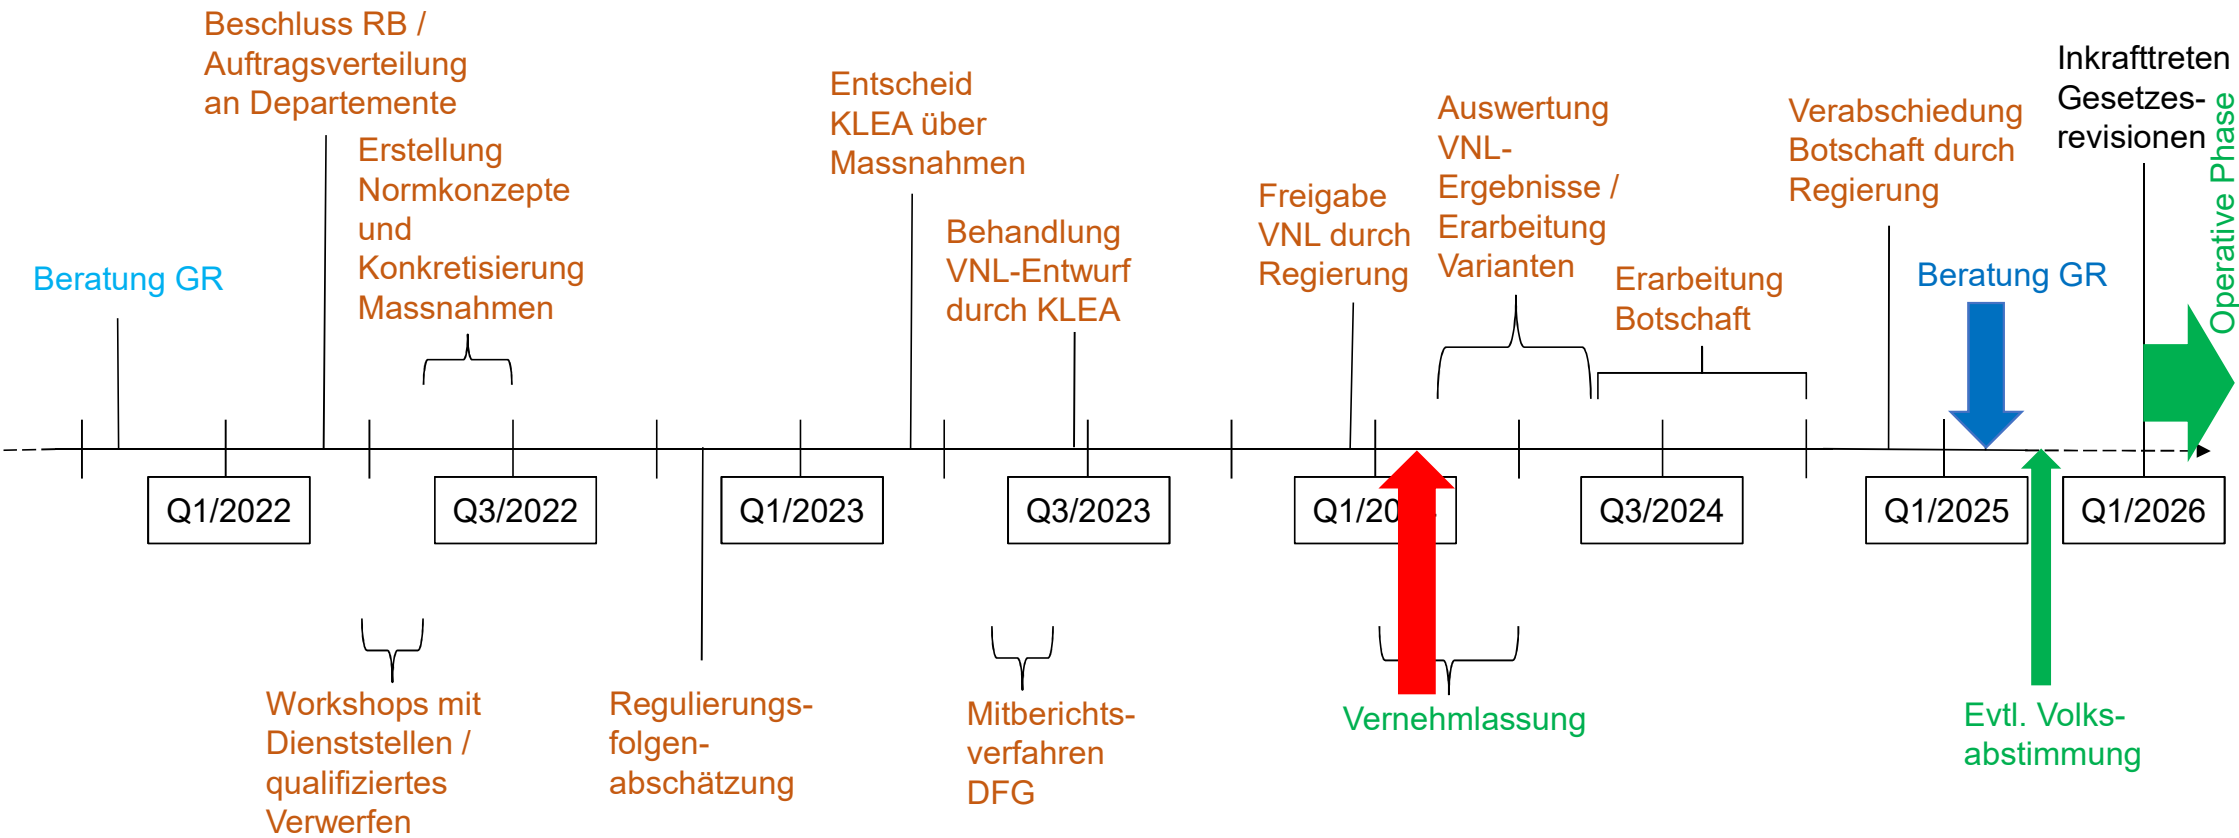 Beschluss RB /
Auftragsverteilung
an Departemente
Erstellung
Normkonzepte
und
Konkretisierung
Massnahmen
Beratung GR
Entscheid
KLEA über
Massnahmen
Behandlung
VNL-Entwurf
durch KLEA
Freigabe
VNL durch
Regierung
Auswertung
VNL-
Ergebnisse /
Erarbeitung
Varianten
Erarbeitung
Botschaft
Verabschiedung
Botschaft durch
Regierung
Beratung GR
Inkrafttreten
Gesetzes-
revisionen
Operative Phase
Q1/2022
Q3/2022
Q1/2023
Q3/2023
Q1/20
Q3/2024
Q1/2025
Q1/2026
Workshops mit
Dienststellen /
qualifiziertes
Verwerfen
Regulierungs-
folgen-
abschätzung
Mitberichts-
verfahren
DFG
Vernehmlassung
Evtl. Volks-
abstimmung